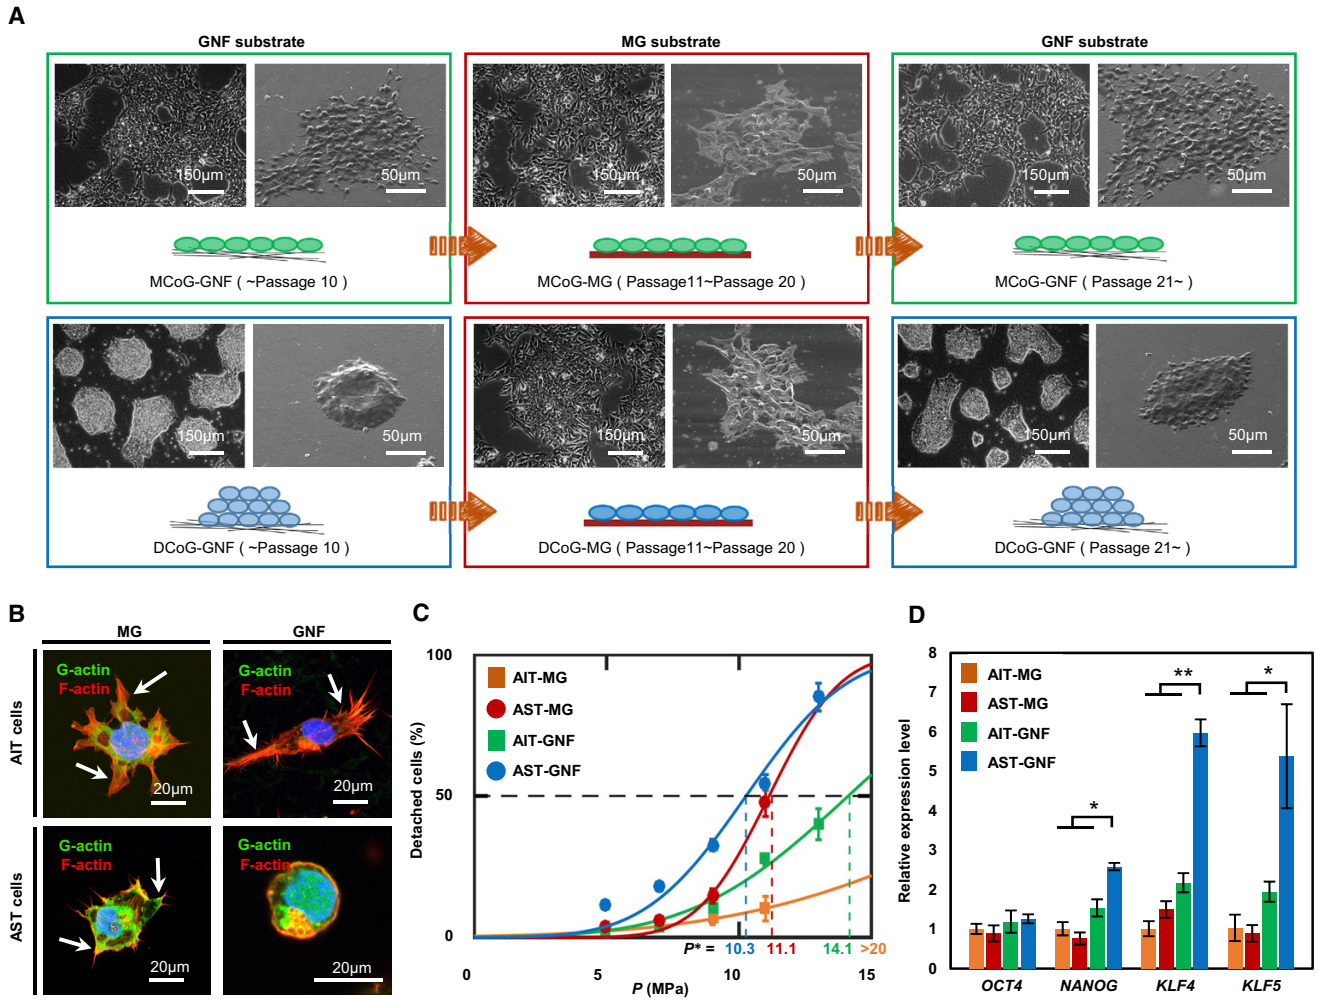 A
GNF substrate
MG substrate
GNF substrate
150µm
50µm
150µm
50µm
150µm
50µm
MCoG-GNF ( ~Passage 10 )
MCoG-MG ( Passage11~Passage 20 )
MCoG-GNF ( Passage 21~ )
150µm
50µm
150µm
50µm
150µm
50µm
DCoG-GNF ( ~Passage 10 )
DCoG-MG ( Passage11~Passage 20 )
DCoG-GNF ( Passage 21~ )
B
MG
GNF
AIT cells
G-actin
F-actin
20µm
G-actin
F-actin
20µm
AST cells
G-actin
F-actin
20µm
G-actin
F-actin
20µm
C
Detached cells (%)
100
50
0
AIT-MG
AST-MG
AIT-GNF
AST-GNF
P* = 10.3 11.1 14.1 >20
0 5 10 15
P (MPa)
D
Relative expression level
8
7
6
5
4
3
2
1
0
AIT-MG
AST-MG
AIT-GNF
AST-GNF
*
**
*
OCT4 NANOG KLF4 KLF5